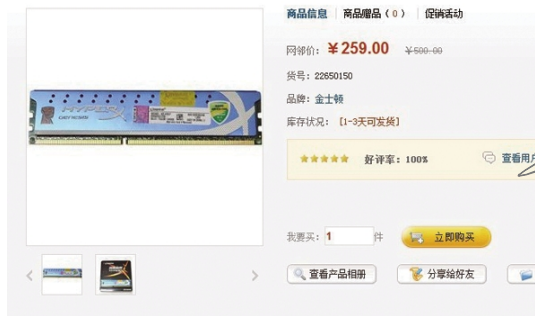 商品信息 商品赠品（0） 促销活动
网邻价：￥259.00 ￥500.00
货号：22650150
品牌：金士顿
库存状况：【1-3天可发货】
好评率：100% 查看用户
HYPERX
我要买：1 件 立即购买
查看产品相册 分享给好友